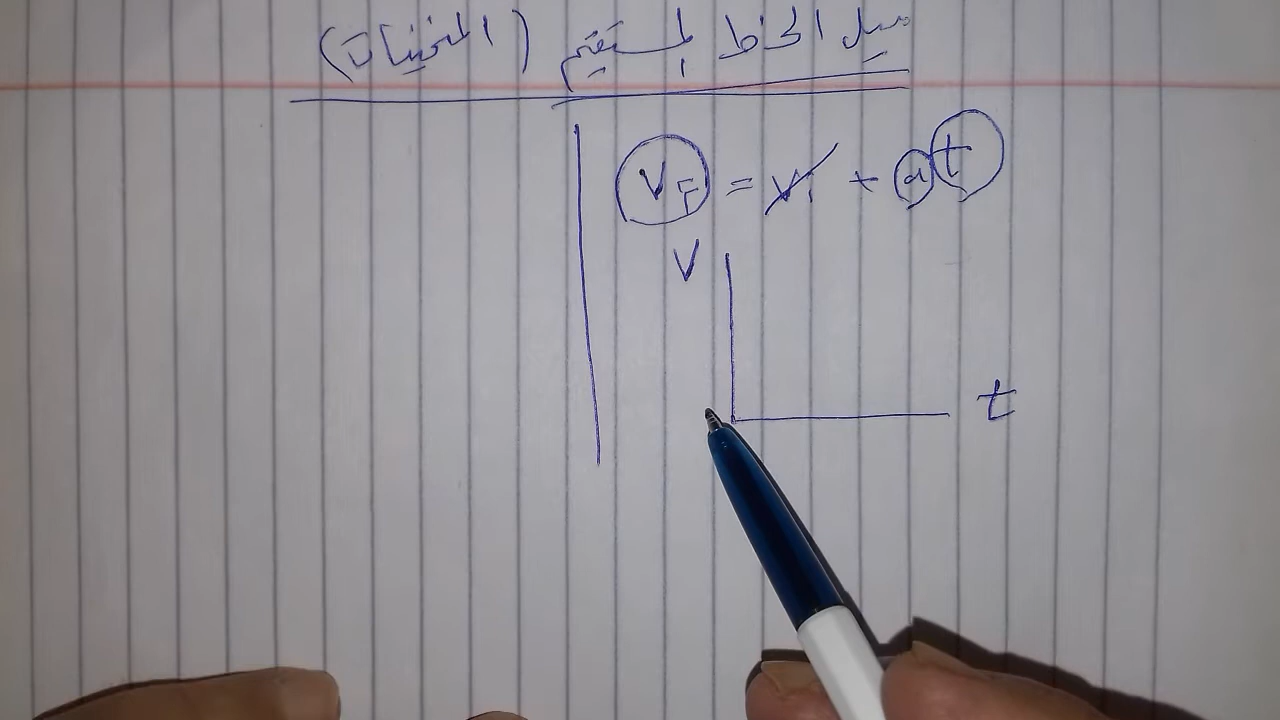 ميل الخط المستقيم (المنحنيات)
VF = Vi + at
V
t